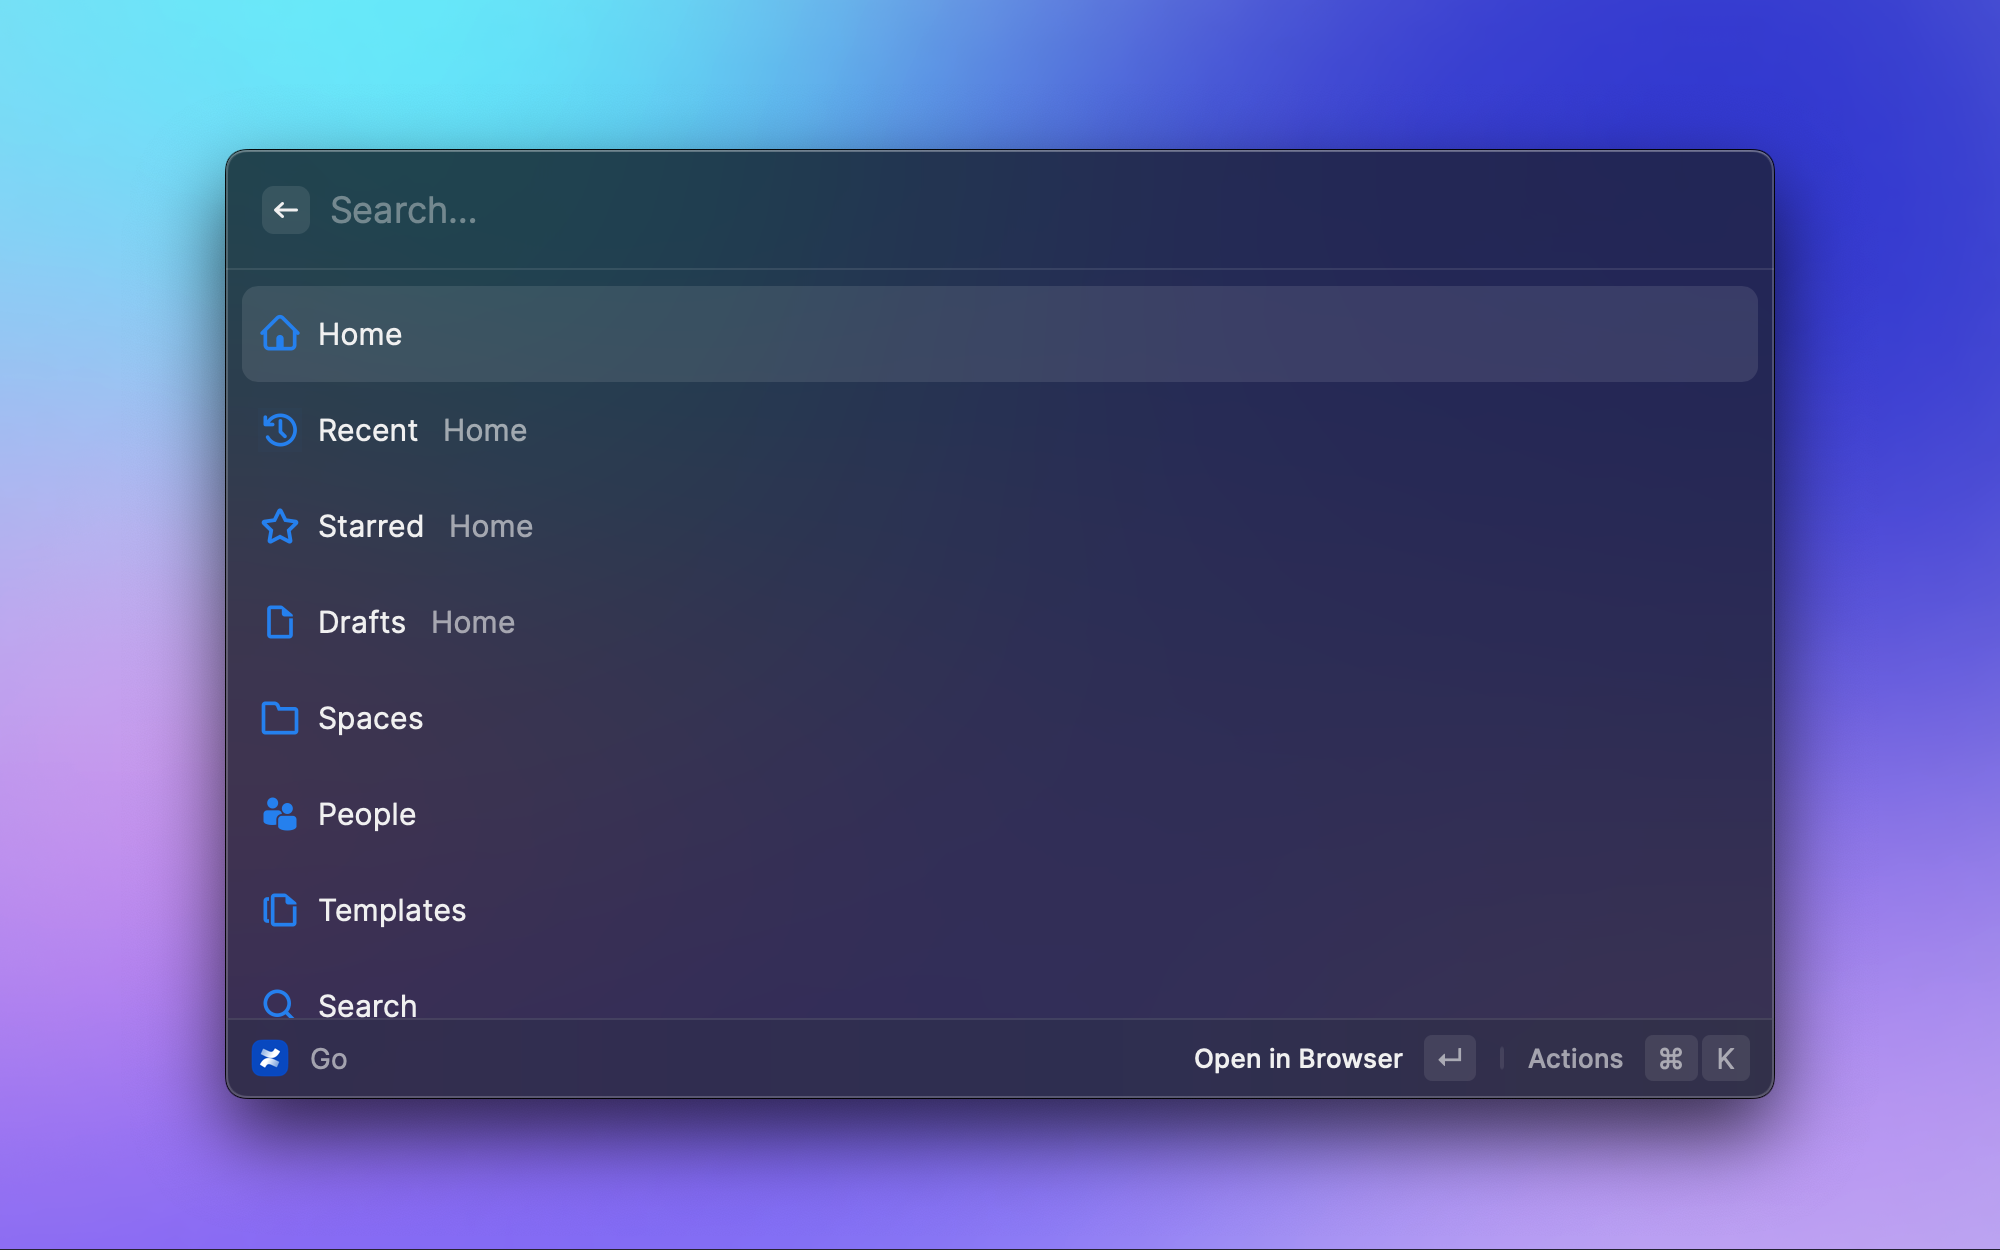 Search...
Home
Recent Home
Starred Home
Drafts Home
Spaces
People
Templates
Search
Go Open in Browser Actions ⌘ K